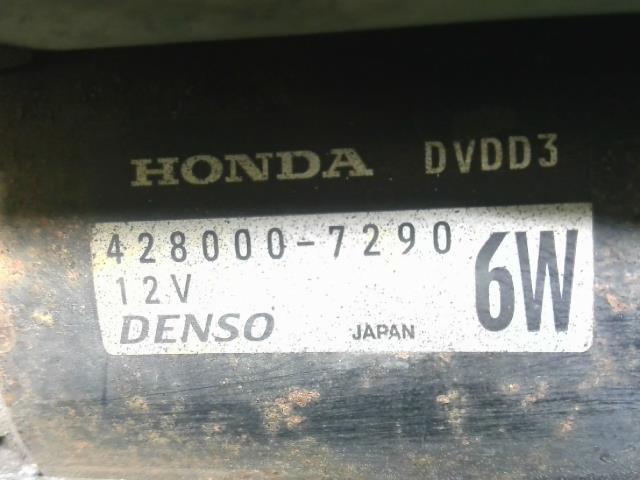 HONDA DVDD3
428000-7290
12V 6W
DENSO JAPAN